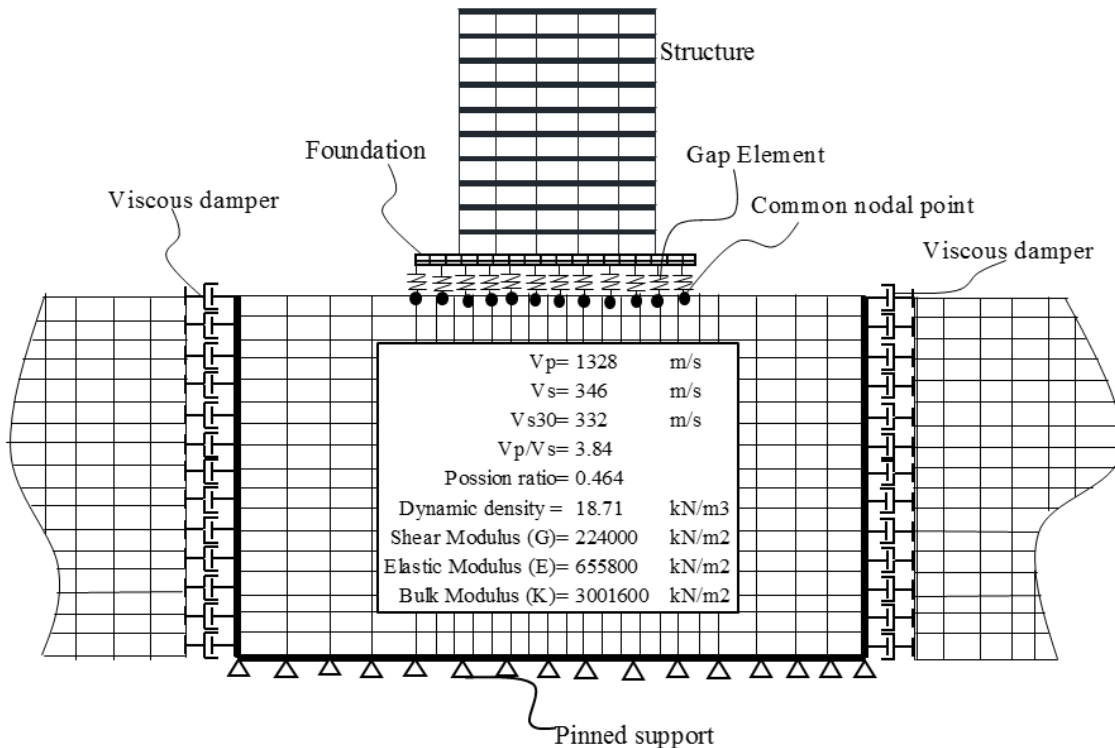 Structure
Foundation
Gap Element
Viscous damper
Common nodal point
Viscous damper
Vp= 1328 m/s
Vs= 346 m/s
Vs30= 332 m/s
Vp/Vs= 3.84
Possion ratio= 0.464
Dynamic density = 18.71 kN/m3
Shear Modulus (G)= 224000 kN/m2
Elastic Modulus (E)= 655800 kN/m2
Bulk Modulus (K)= 3001600 kN/m2
Pinned support